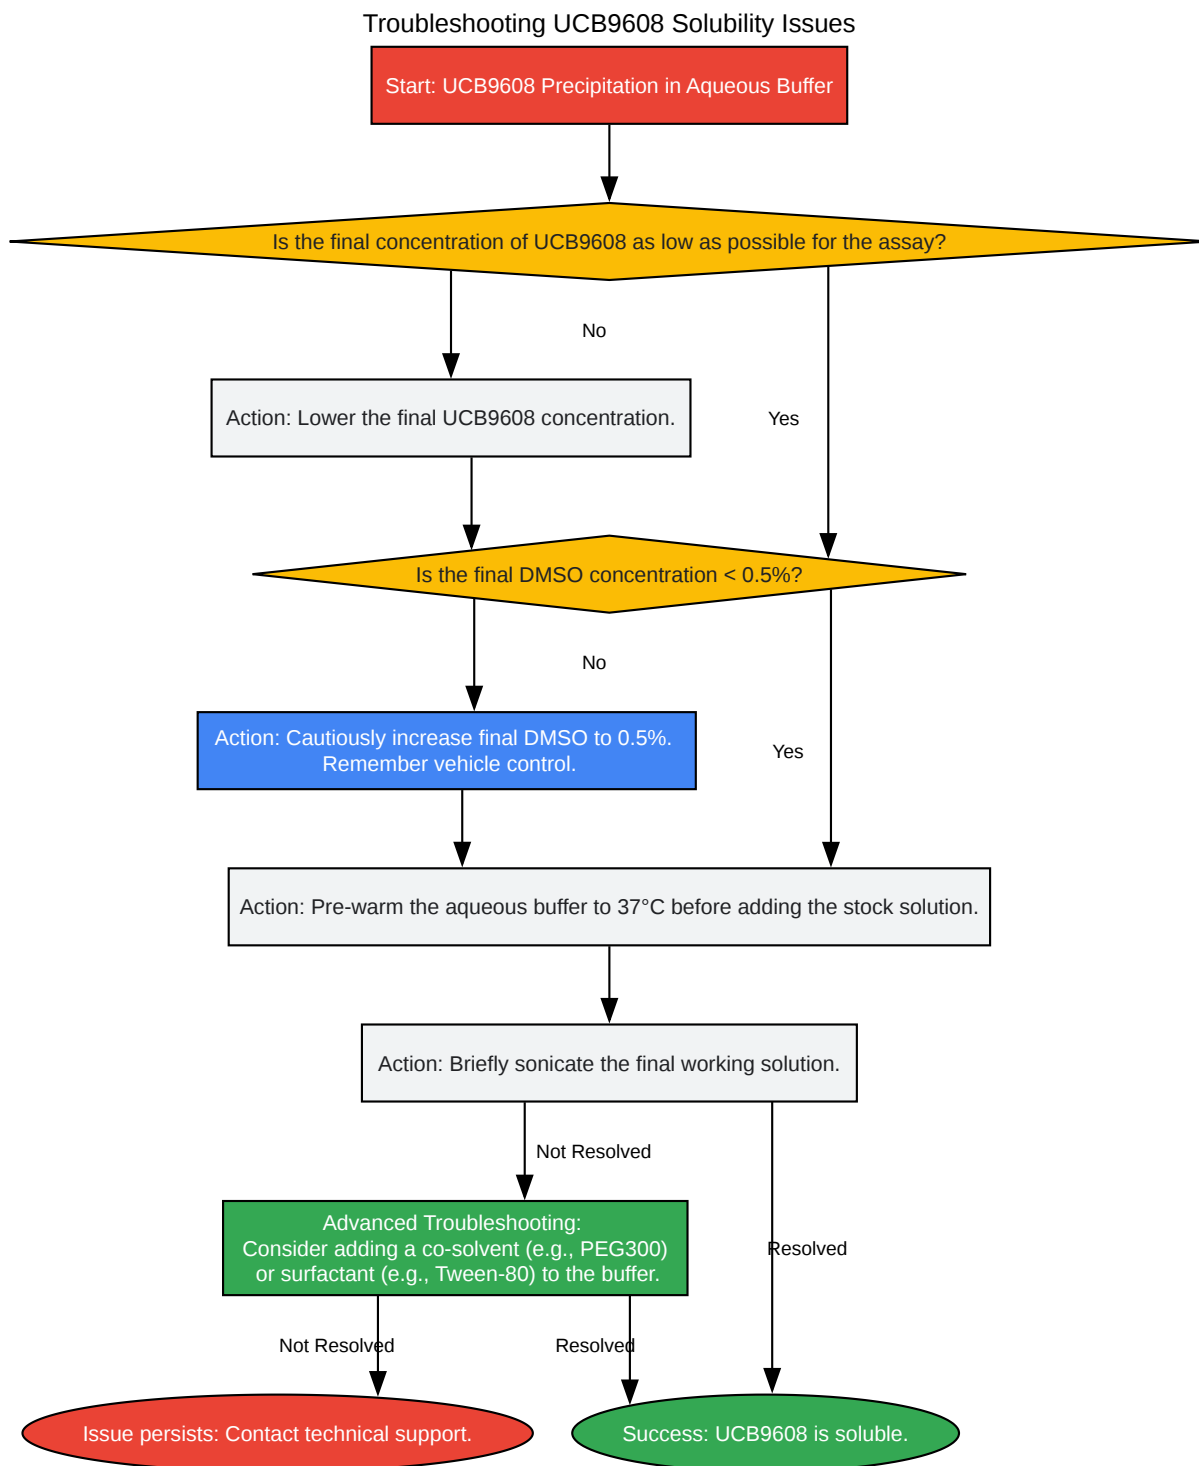 Troubleshooting UCB9608 Solubility Issues
Start: UCB9608 Precipitation in Aqueous Buffer
Is the final concentration of UCB9608 as low as possible for the assay?
No
Action: Lower the final UCB9608 concentration.
Yes
Is the final DMSO concentration < 0.5%?
No
Action: Cautiously increase final DMSO to 0.5%.
Remember vehicle control.
Yes
Action: Pre-warm the aqueous buffer to 37°C before adding the stock solution.
Action: Briefly sonicate the final working solution.
Not Resolved
Advanced Troubleshooting:
Consider adding a co-solvent (e.g., PEG300)
or surfactant (e.g., Tween-80) to the buffer.
Resolved
Not Resolved
Resolved
Issue persists: Contact technical support.
Success: UCB9608 is soluble.